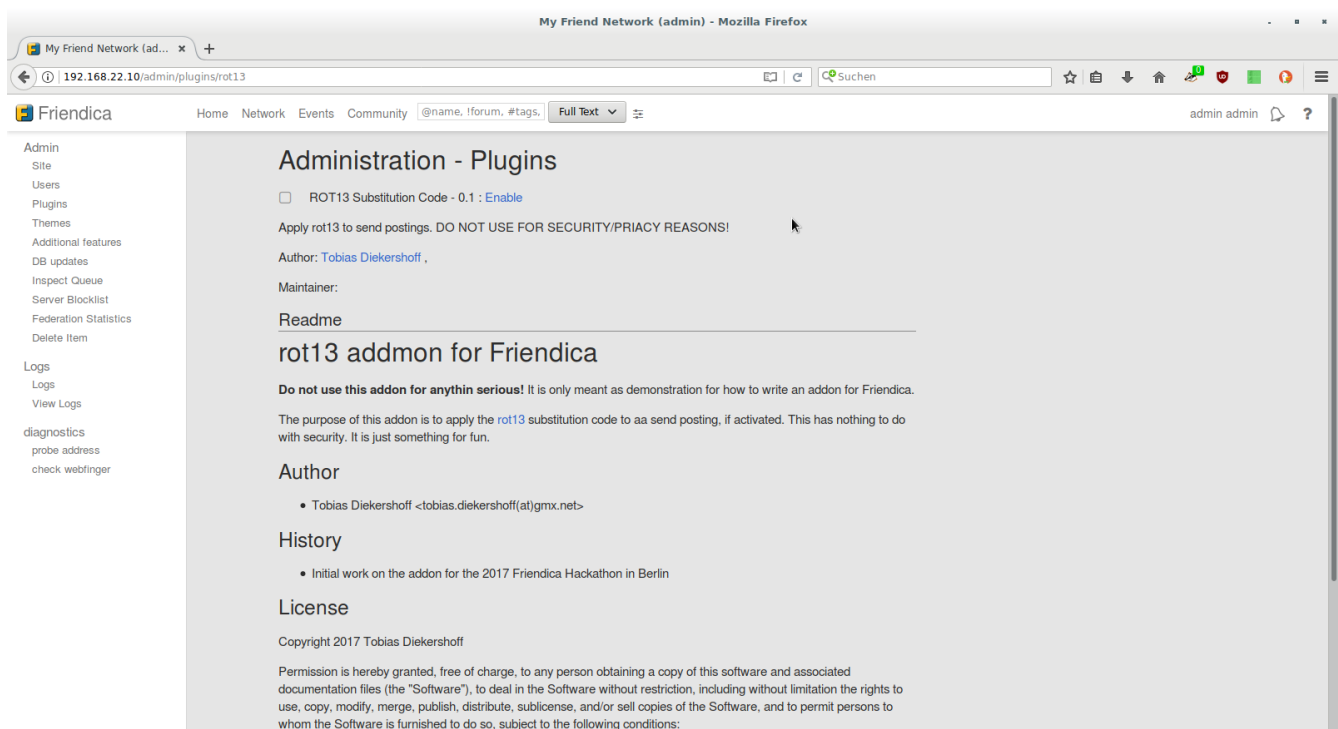 My Friend Network (admin) - Mozilla Firefox
My Friend Network (ad...
192.168.22.10/admin/plugins/rot13
Suchen
0
Friendica
Home Network Events Community @name, !forum, #tags, Full Text
admin admin ?
Admin
Site
Users
Plugins
Themes
Additional features
DB updates
Inspect Queue
Server Blocklist
Federation Statistics
Delete Item
Logs
Logs
View Logs
diagnostics
probe address
check webfinger
Administration - Plugins
ROT13 Substitution Code - 0.1 : Enable
Apply rot13 to send postings. DO NOT USE FOR SECURITY/PRIACY REASONS!
Author: Tobias Diekershoff ,
Maintainer:
Readme
rot13 addmon for Friendica
Do not use this addon for anythin serious! It is only meant as demonstration for how to write an addon for Friendica.
The purpose of this addon is to apply the rot13 substitution code to aa send posting, if activated. This has nothing to do
with security. It is just something for fun.
Author
• Tobias Diekershoff <tobias.diekershoff(at)gmx.net>
History
• Initial work on the addon for the 2017 Friendica Hackathon in Berlin
License
Copyright 2017 Tobias Diekershoff
Permission is hereby granted, free of charge, to any person obtaining a copy of this software and associated
documentation files (the "Software"), to deal in the Software without restriction, including without limitation the rights to
use, copy, modify, merge, publish, distribute, sublicense, and/or sell copies of the Software, and to permit persons to
whom the Software is furnished to do so, subject to the following conditions: